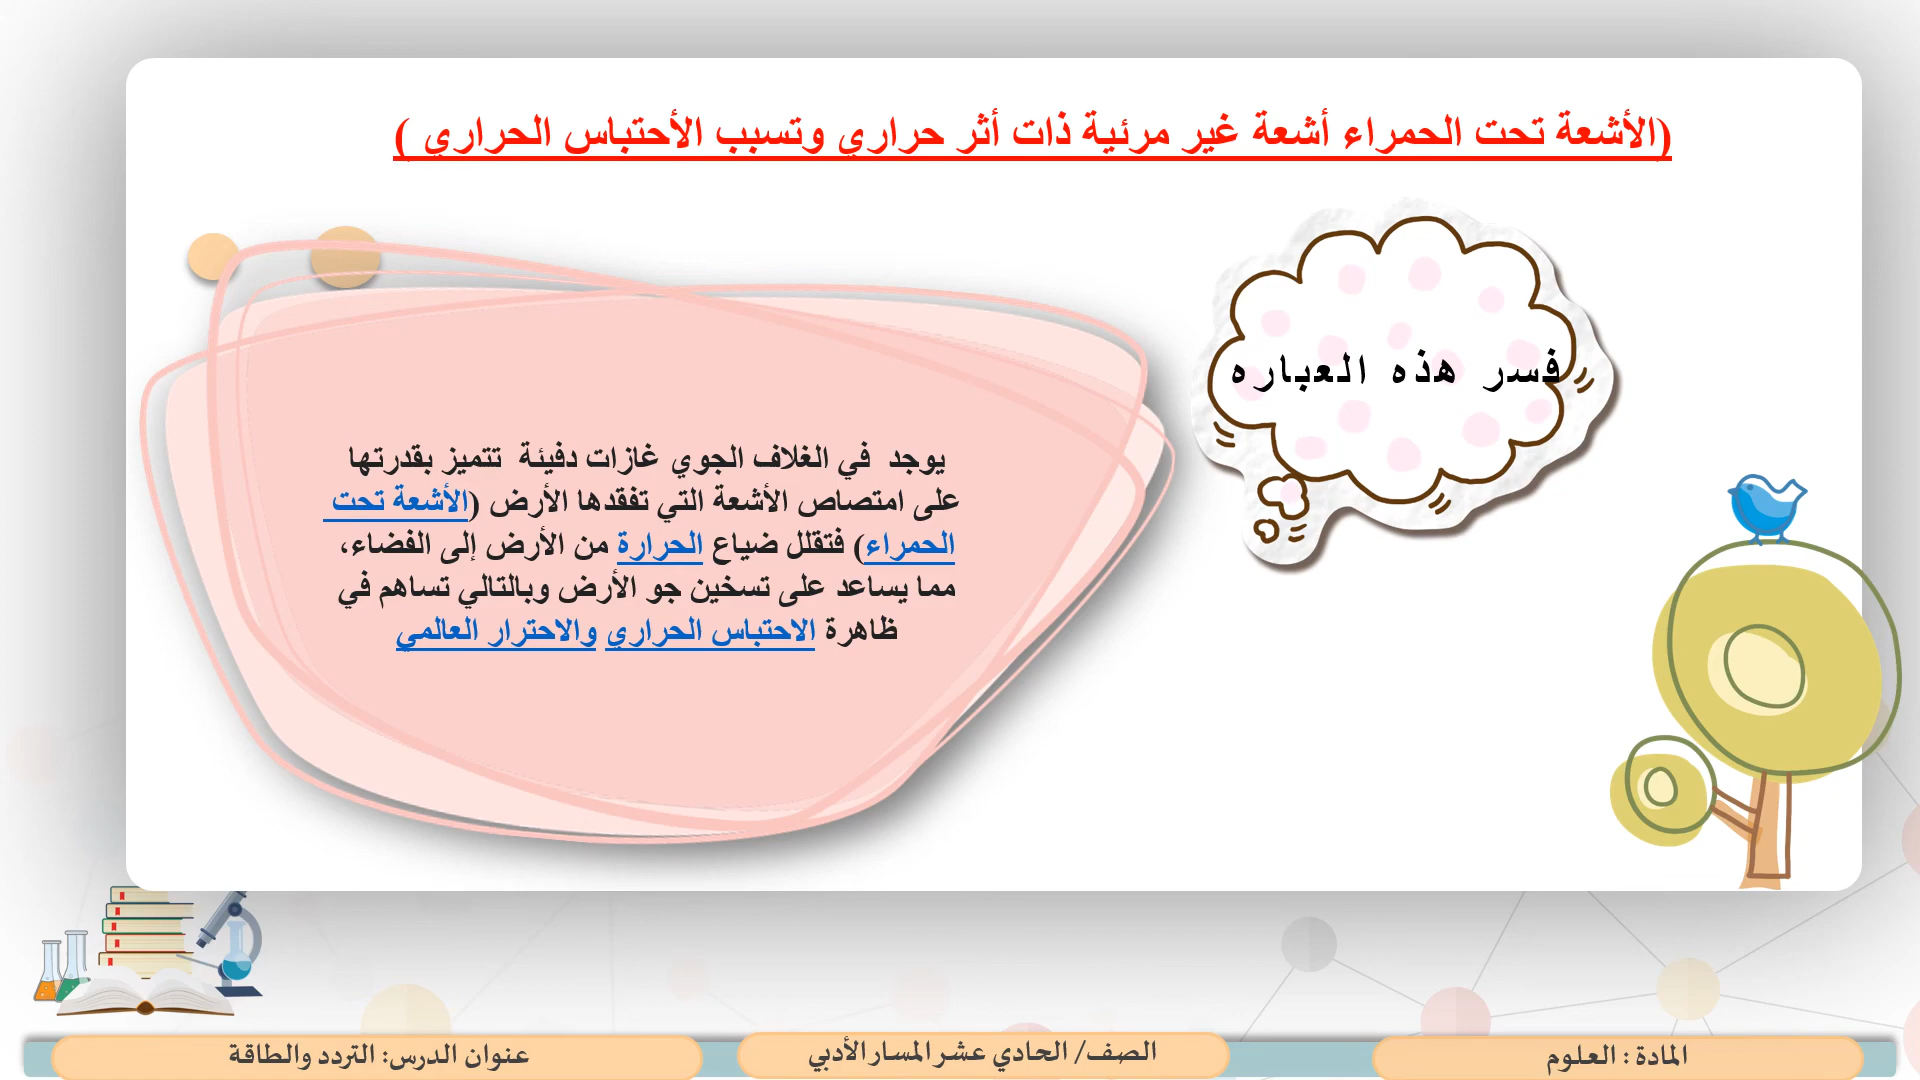 (الأشعة تحت الحمراء أشعة غير مرئية ذات أثر حراري وتسبب الأحتباس الحراري )
فسر هذه العباره
يوجد في الغلاف الجوي غازات دفيئة تتميز بقدرتها
على امتصاص الأشعة التي تفقدها الأرض (الأشعة تحت
الحمراء) فتقلل ضياع الحرارة من الأرض إلى الفضاء،
مما يساعد على تسخين جو الأرض وبالتالي تساهم في
ظاهرة الاحتباس الحراري والاحترار العالمي
المادة : العلوم
الصف/ الحادي عشر المسار الأدبي
عنوان الدرس: التردد والطاقة